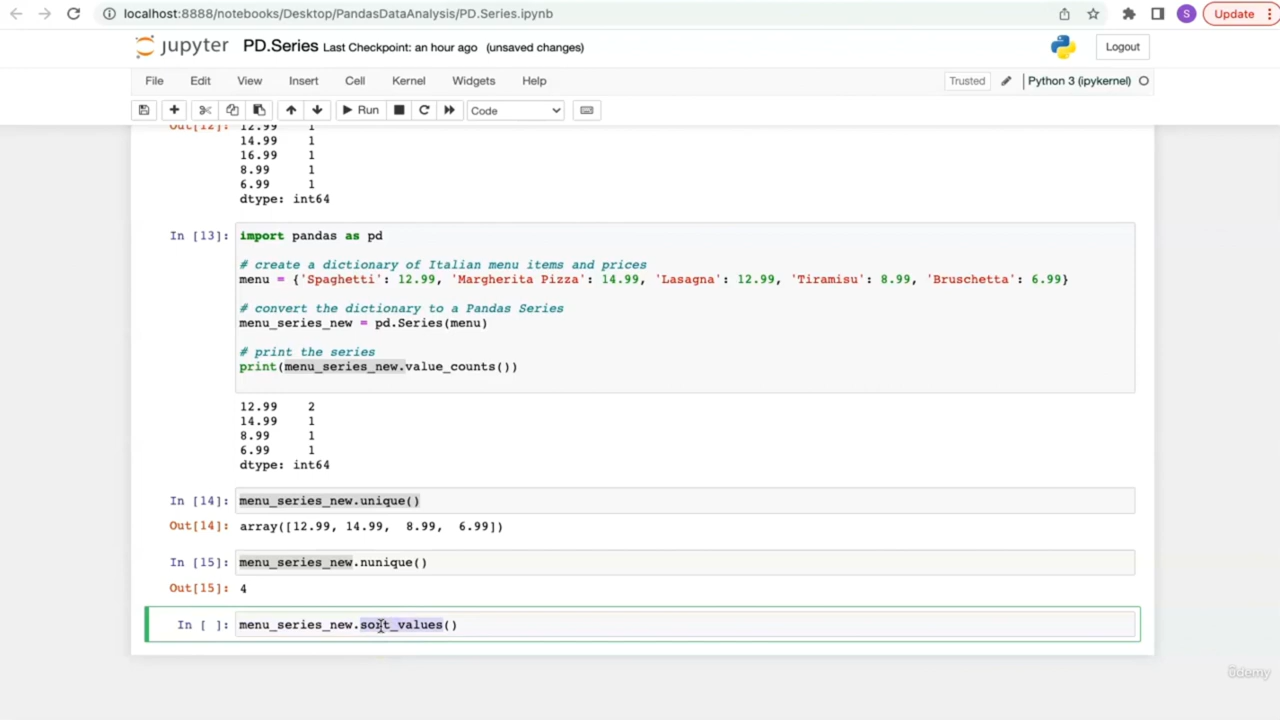 localhost:8888/notebooks/Desktop/PandasDataAnalysis/PD.Series.ipynb
S
Update
jupyter PD.Series Last Checkpoint: an hour ago (unsaved changes)
Logout
File Edit View Insert Cell Kernel Widgets Help
Trusted
Python 3 (ipykernel)
Run
Code
Out[12]: 12.99 1
14.99 1
16.99 1
8.99 1
6.99 1
dtype: int64
In [13]: import pandas as pd
# create a dictionary of Italian menu items and prices
menu = {'Spaghetti': 12.99, 'Margherita Pizza': 14.99, 'Lasagna': 12.99, 'Tiramisu': 8.99, 'Bruschetta': 6.99}
# convert the dictionary to a Pandas Series
menu_series_new = pd.Series(menu)
# print the series
print(menu_series_new.value_counts())
12.99 2
14.99 1
8.99 1
6.99 1
dtype: int64
In [14]: menu_series_new.unique()
Out[14]: array([12.99, 14.99, 8.99, 6.99])
In [15]: menu_series_new.nunique()
Out[15]: 4
In [ ]: menu_series_new.sort_values()
ûdemy